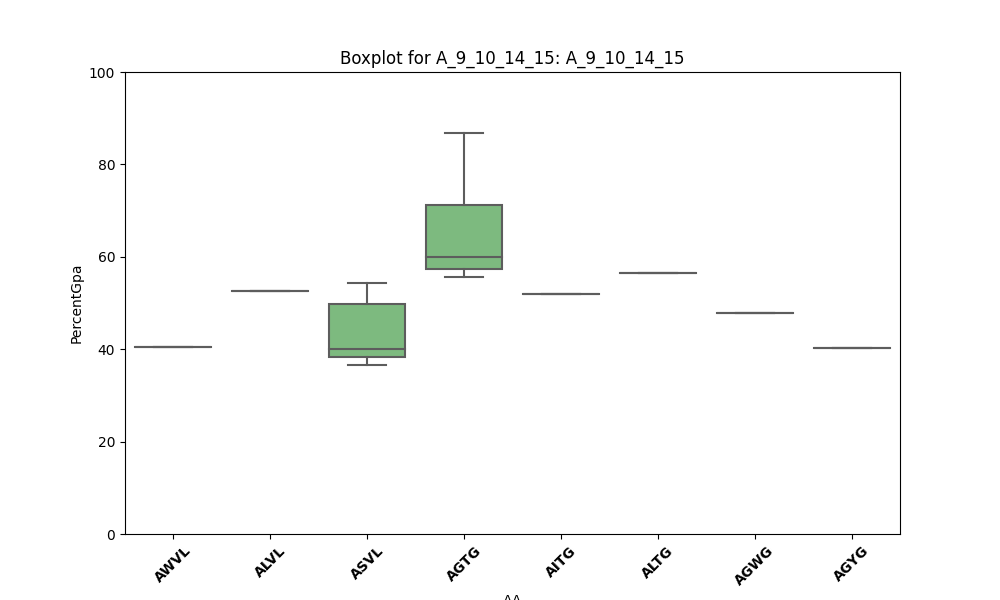 Boxplot for A_9_10_14_15: A_9_10_14_15
100
80
60
40
20
0
PercentGpa
AWVL
ALVL
ASVL
AGTG
AITG
ALTG
AGWG
AGYG
AA